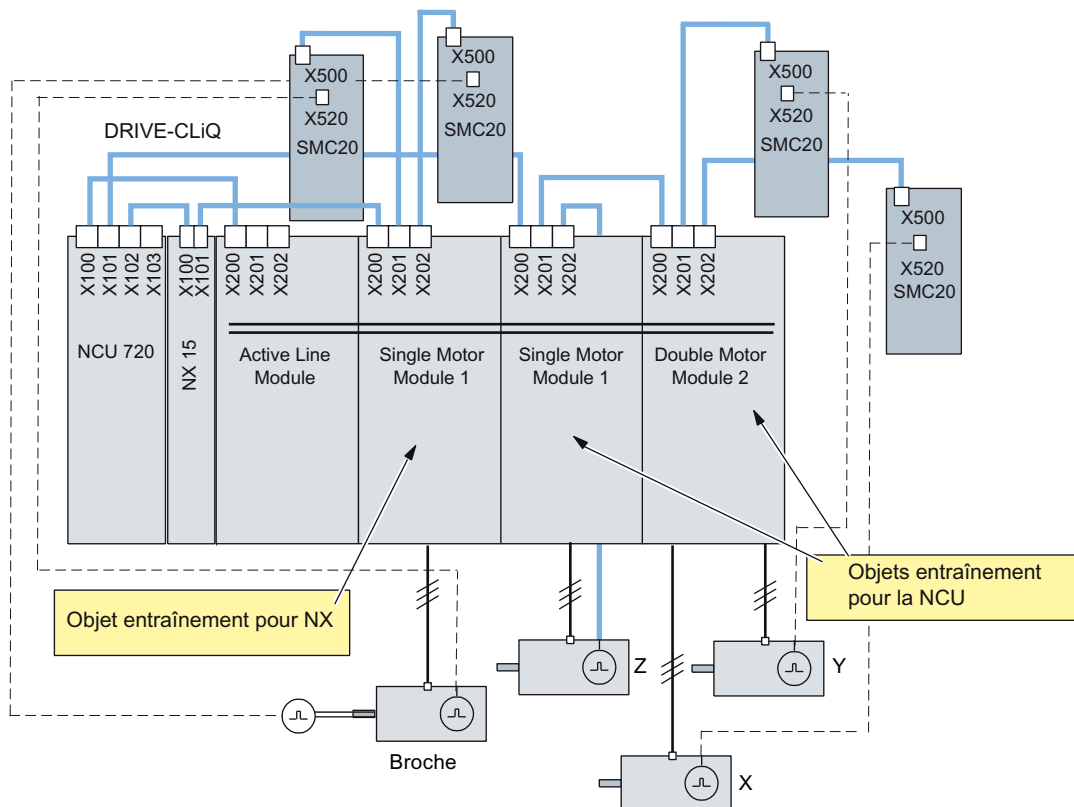 X500
X520
SMC20
X500
X520
SMC20
X500
X520
SMC20
X500
X520
SMC20
DRIVE-CLiQ
X100
X101
X102
X103
X100
X101
X200
X201
X202
X200
X201
X202
X200
X201
X202
X200
X201
X202
NCU 720
NX 15
Active Line
Module
Single Motor
Module 1
Single Motor
Module 1
Double Motor
Module 2
Objet entraînement pour NX
Objets entraînement
pour la NCU
Z
Y
Broche
X